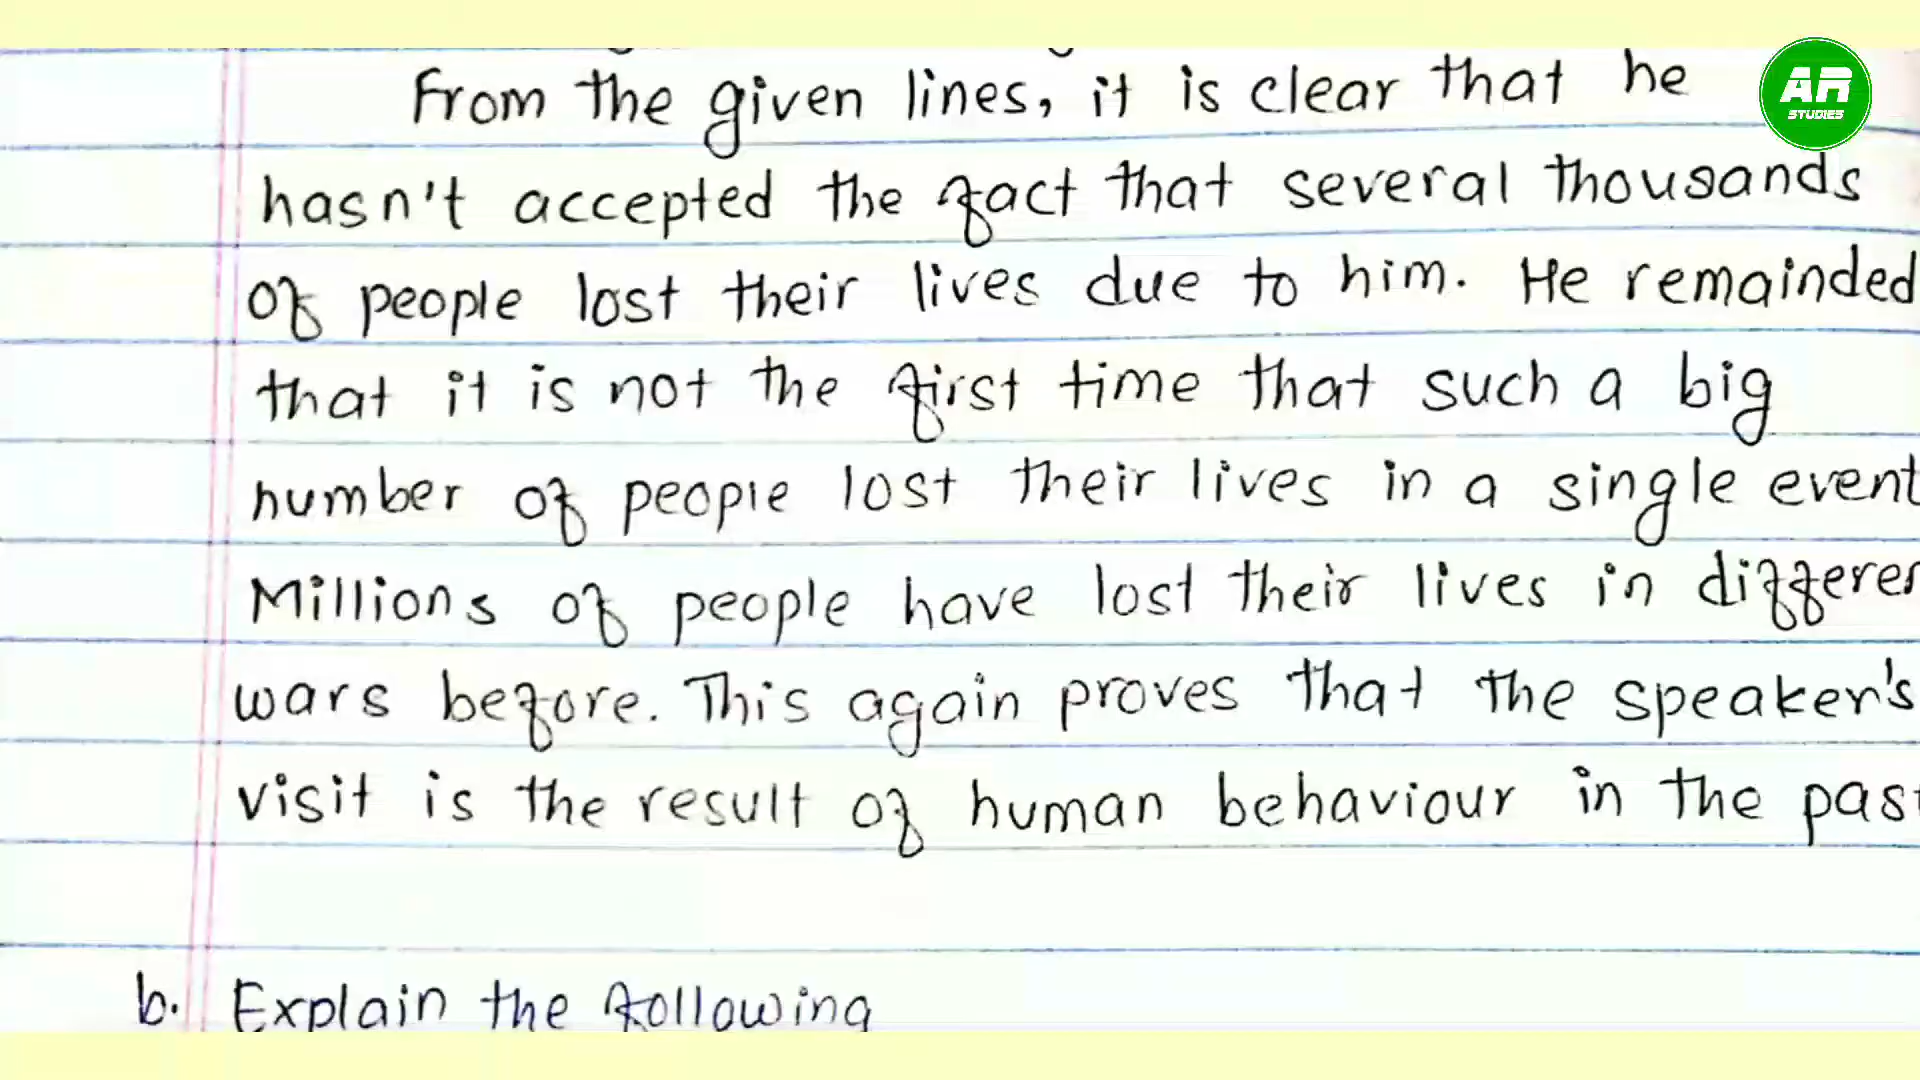 From the given lines, it is clear that he
hasn't accepted the fact that several thousands
of people lost their lives due to him. He remainded
that it is not the first time that such a big
number of people lost their lives in a single event
Millions of people have lost their lives in differen
wars before. This again proves that the speaker's
visit is the result of human behaviour in the past
b. Explain the following
AR
STUDIES